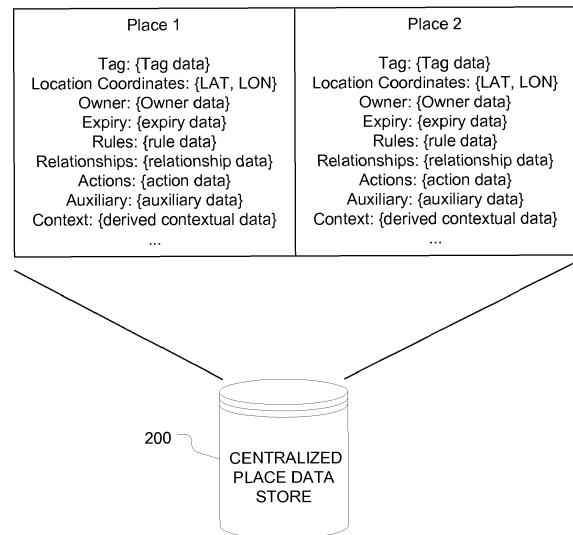 Place 1
Tag: {Tag data}
Location Coordinates: {LAT, LON}
Owner: {Owner data}
Expiry: {expiry data}
Rules: {rule data}
Relationships: {relationship data}
Actions: {action data}
Auxiliary: {auxiliary data}
Context: {derived contextual data}
...
Place 2
Tag: {Tag data}
Location Coordinates: {LAT, LON}
Owner: {Owner data}
Expiry: {expiry data}
Rules: {rule data}
Relationships: {relationship data}
Actions: {action data}
Auxiliary: {auxiliary data}
Context: {derived contextual data}
...
200
CENTRALIZED
PLACE DATA
STORE